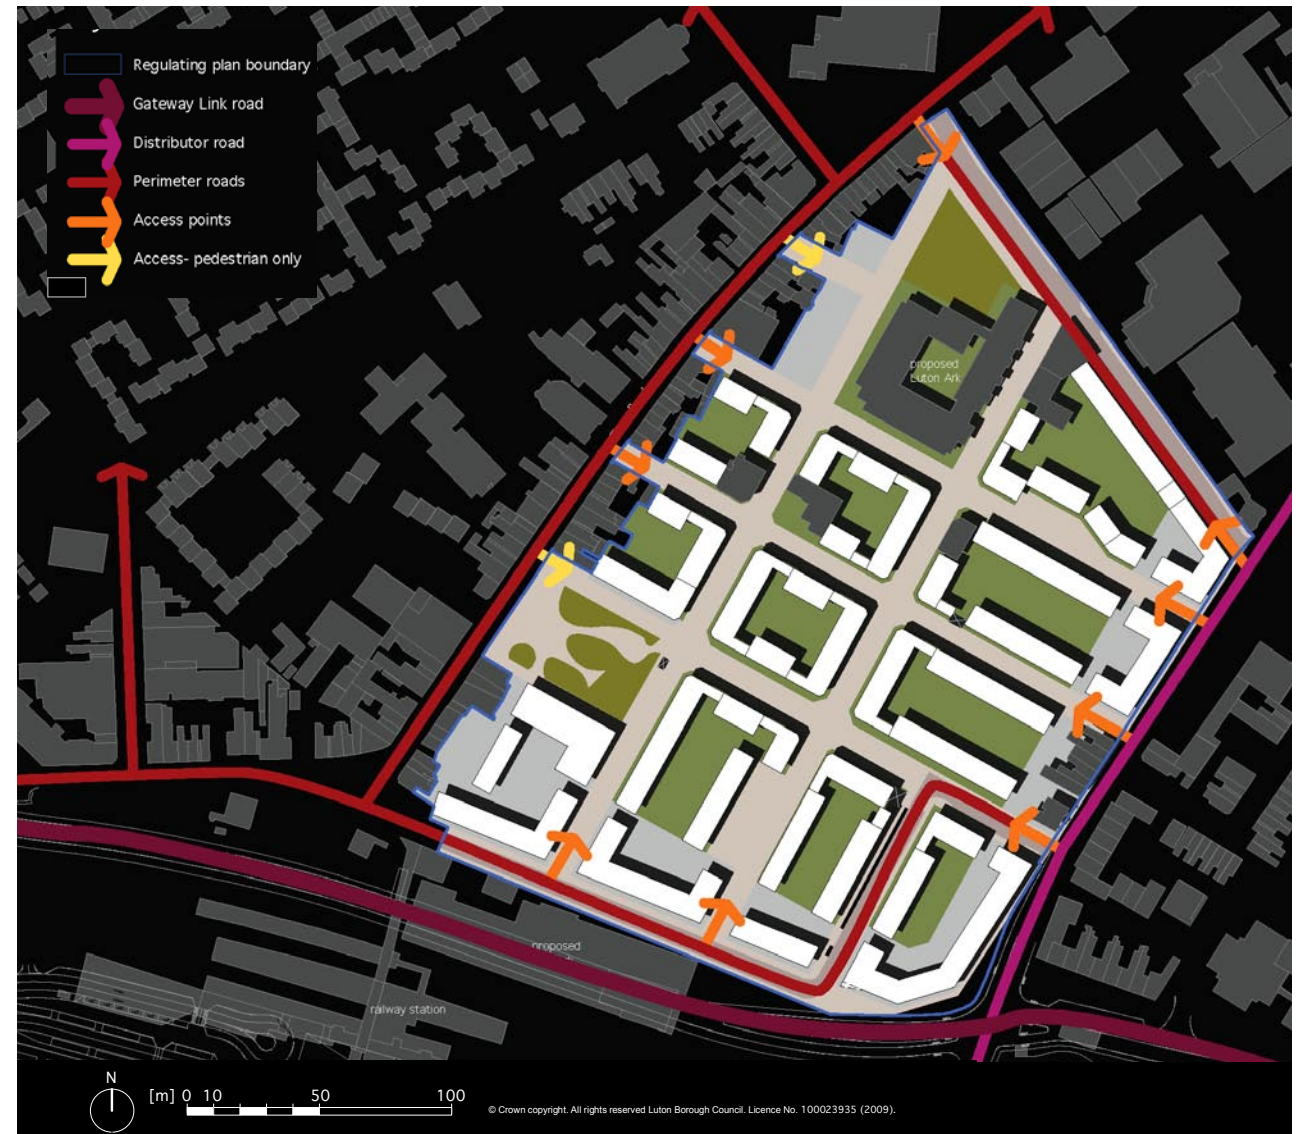 Regulating plan boundary
Gateway Link road
Distributor road
Perimeter roads
Access points
Access- pedestrian only
proposed
Luton Ark
proposed
railway station
N
[m] 0 10 50 100
© Crown copyright. All rights reserved Luton Borough Council. Licence No. 100023935 (2009).